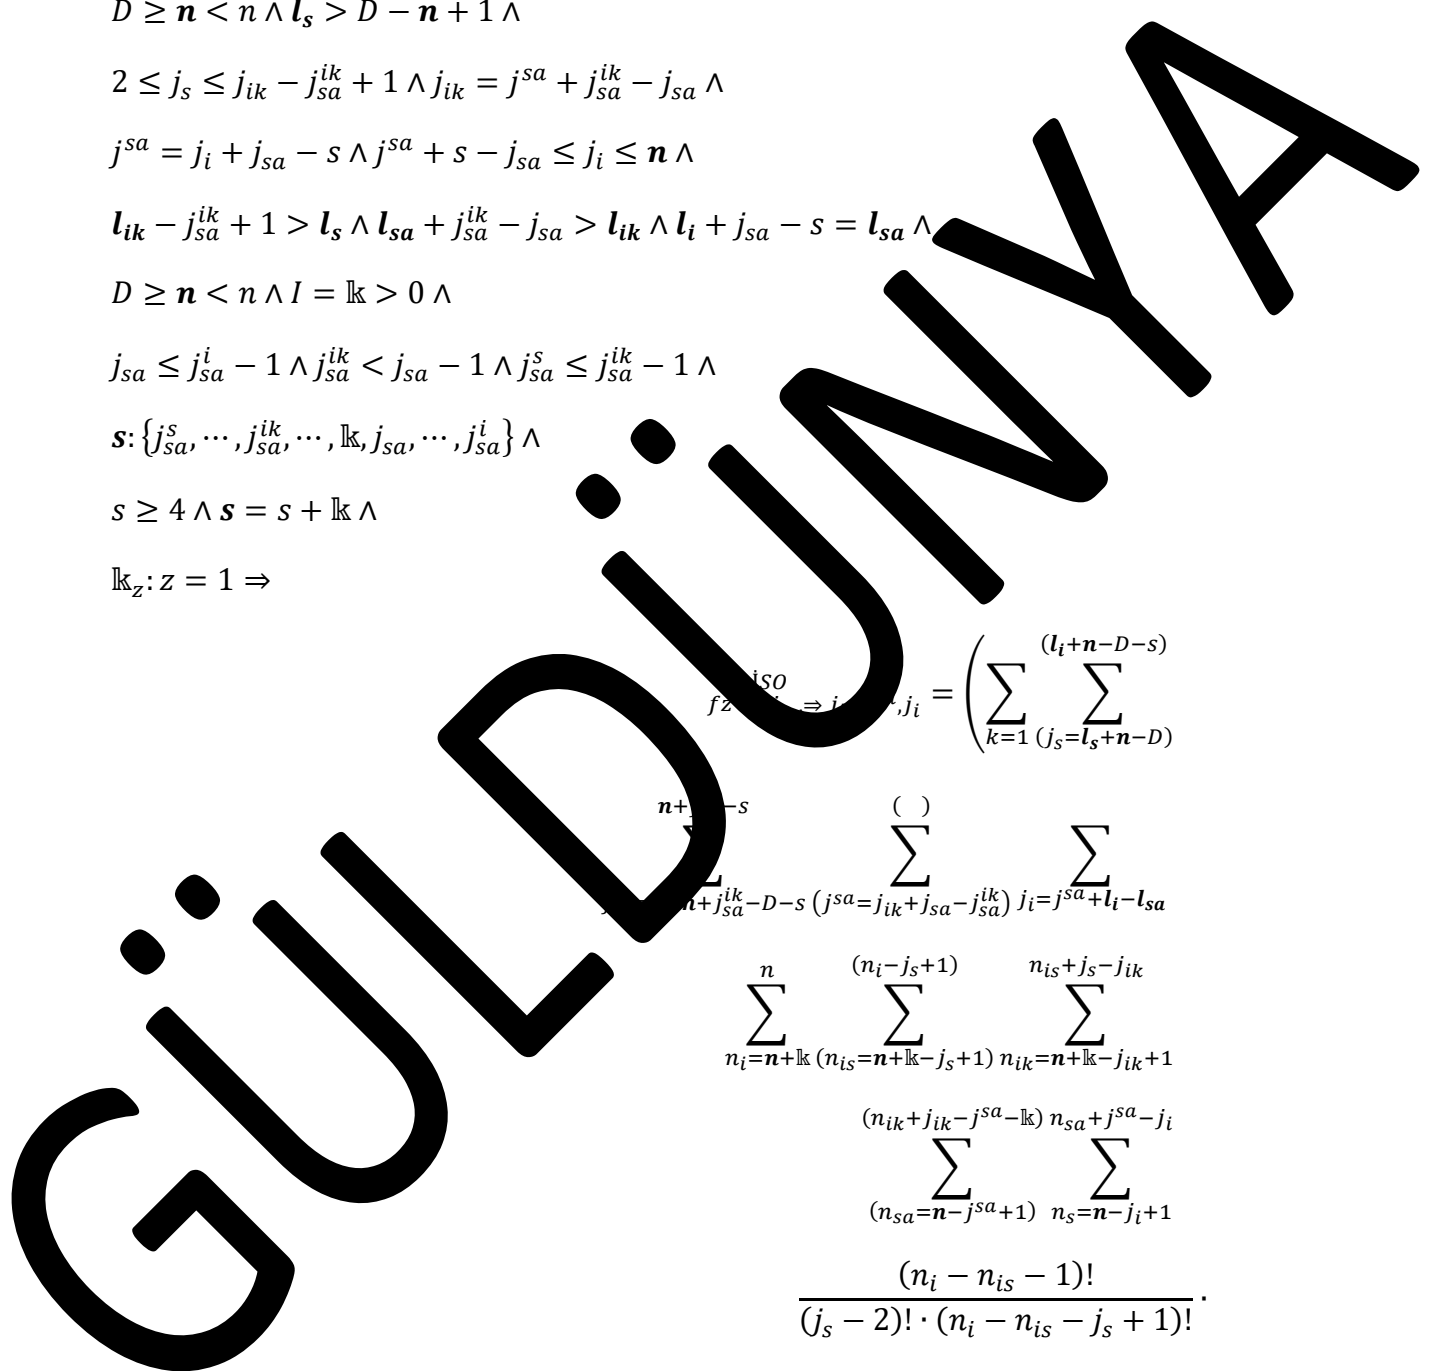 D ≥ 𝒏 < n ∧ 𝒍ₛ > D − 𝒏 + 1 ∧
2 ≤ j_s ≤ j_{ik} − j_{sa}^{ik} + 1 ∧ j_{ik} = j^{sa} + j_{sa}^{ik} − j_{sa} ∧
j^{sa} = j_i + j_{sa} − s ∧ j^{sa} + s − j_{sa} ≤ j_i ≤ 𝒏 ∧
𝒍_{ik} − j_{sa}^{ik} + 1 > 𝒍_s ∧ 𝒍_{sa} + j_{sa}^{ik} − j_{sa} > 𝒍_{ik} ∧ 𝒍_i + j_{sa} − s = 𝒍_{sa} ∧
D ≥ 𝒏 < n ∧ I = 𝕜 > 0 ∧
j_{sa} ≤ j_{sa}^{i} − 1 ∧ j_{sa}^{ik} < j_{sa} − 1 ∧ j_{sa}^{s} ≤ j_{sa}^{ik} − 1 ∧
𝒔: {j_{sa}^{s}, ⋯, j_{sa}^{ik}, ⋯, 𝕜, j_{sa}, ⋯, j_{sa}^{i}} ∧
s ≥ 4 ∧ 𝒔 = s + 𝕜 ∧
𝕜_z: z = 1 ⇒
SO ⇒ ,j_i = ( ∑_{k=1} ∑_{(j_s=𝒍_s+𝒏−D)}^{(𝒍_i+𝒏−D−s)}
∑_{𝒏+j_{sa}^{ik}−D−s} ∑_{(j^{sa}=j_{ik}+j_{sa}−j_{sa}^{ik})}^{( )} ∑_{j_i=j^{sa}+𝒍_i−𝒍_{sa}}
∑_{n_i=𝒏+𝕜}^{n} ∑_{(n_{is}=𝒏+𝕜−j_s+1)}^{(n_i−j_s+1)} ∑_{n_{ik}=𝒏+𝕜−j_{ik}+1}^{n_{is}+j_s−j_{ik}}
∑_{(n_{sa}=𝒏−j^{sa}+1)}^{(n_{ik}+j_{ik}−j^{sa}−𝕜)} ∑_{n_s=𝒏−j_i+1}^{n_{sa}+j^{sa}−j_i}
(n_i − n_{is} − 1)!
(j_s − 2)! · (n_i − n_{is} − j_s + 1)! ·
GÜLDÜNYA